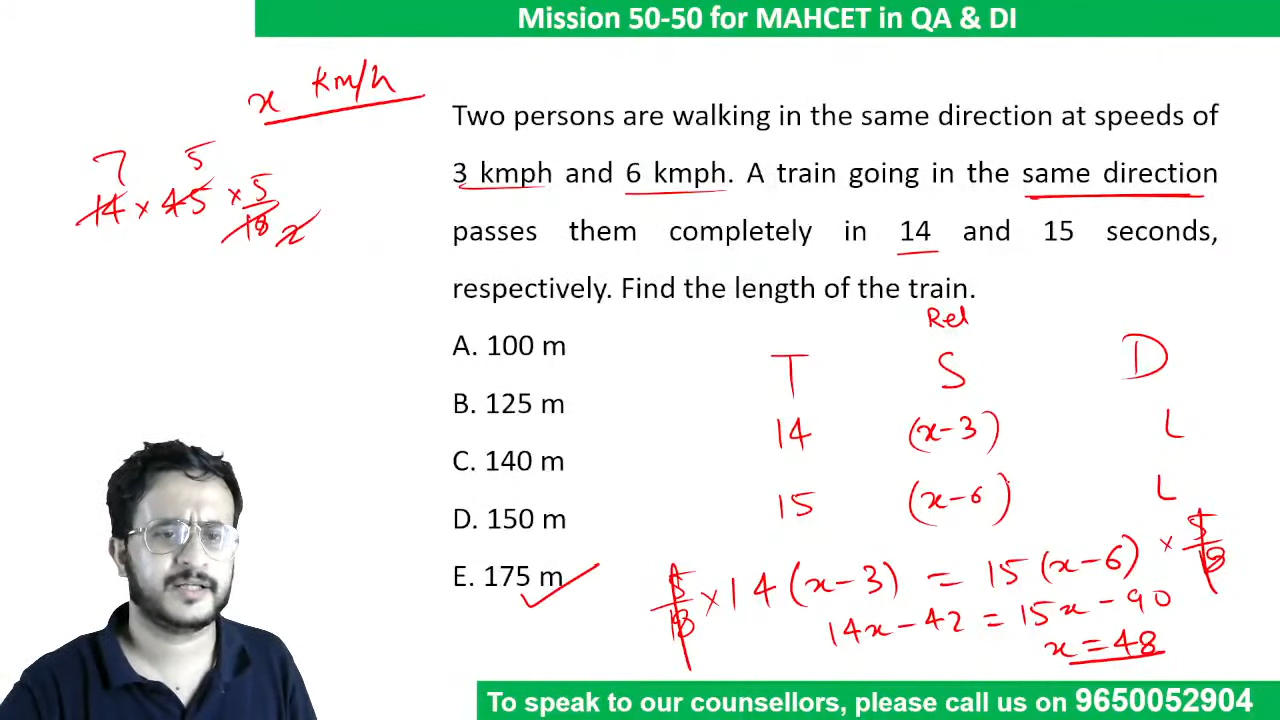 Mission 50-50 for MAHCET in QA & DI
x km/h
7 5
14 × 45 × 5/18 2
Two persons are walking in the same direction at speeds of
3 kmph and 6 kmph. A train going in the same direction
passes them completely in 14 and 15 seconds,
respectively. Find the length of the train.
A. 100 m
B. 125 m
C. 140 m
D. 150 m
E. 175 m
Rel
T S D
14 (x-3) L
15 (x-6) L
5/18 × 14 (x-3) = 15 (x-6) × 5/18
14x - 42 = 15x - 90
x = 48
To speak to our counsellors, please call us on 9650052904